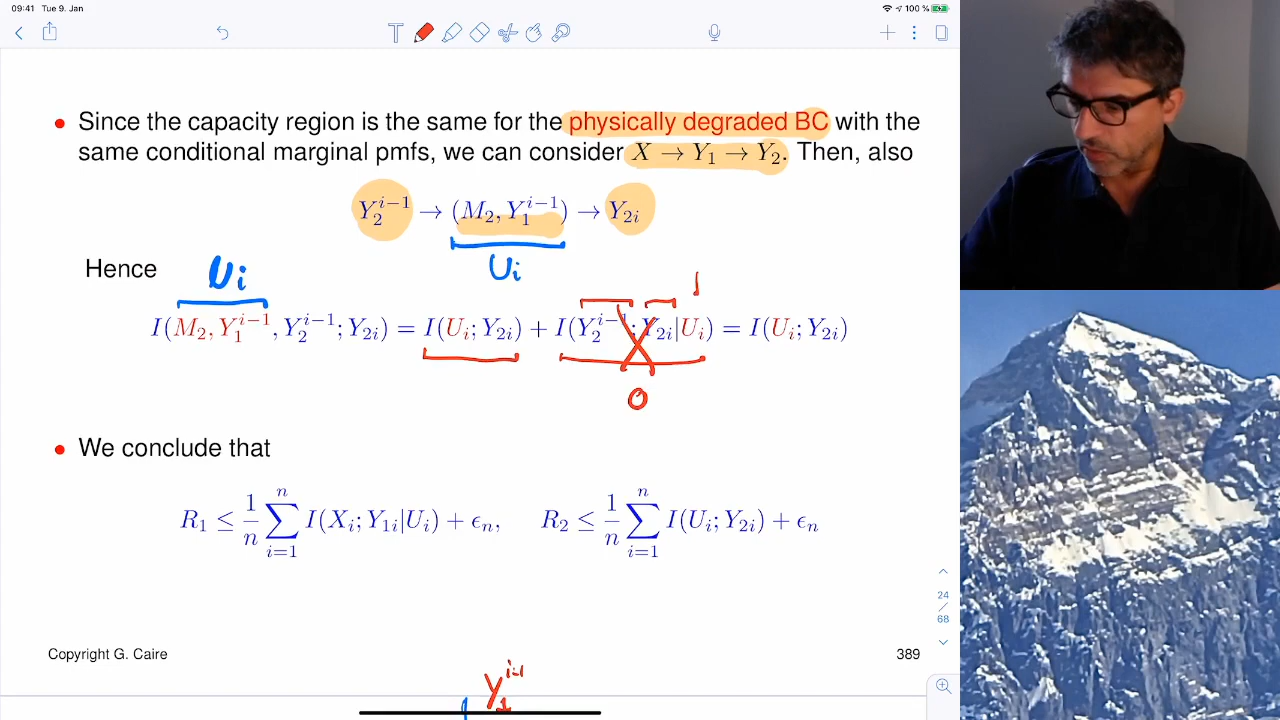 09:41 Tue 9. Jan
100 %
• Since the capacity region is the same for the physically degraded BC with the
same conditional marginal pmfs, we can consider X → Y₁ → Y₂. Then, also
Y₂^{i−1} → (M₂, Y₁^{i−1}) → Y₂ᵢ
Uᵢ
Hence
Uᵢ
I(M₂, Y₁^{i−1}, Y₂^{i−1}; Y₂ᵢ) = I(Uᵢ; Y₂ᵢ) + I(Y₂^{i−1}; Y₂ᵢ|Uᵢ) = I(Uᵢ; Y₂ᵢ)
0
• We conclude that
R₁ ≤ \frac{1}{n} \sum_{i=1}^{n} I(Xᵢ; Y₁ᵢ|Uᵢ) + ϵₙ, R₂ ≤ \frac{1}{n} \sum_{i=1}^{n} I(Uᵢ; Y₂ᵢ) + ϵₙ
24
/
68
Copyright G. Caire 389
Y₁^{i-1}